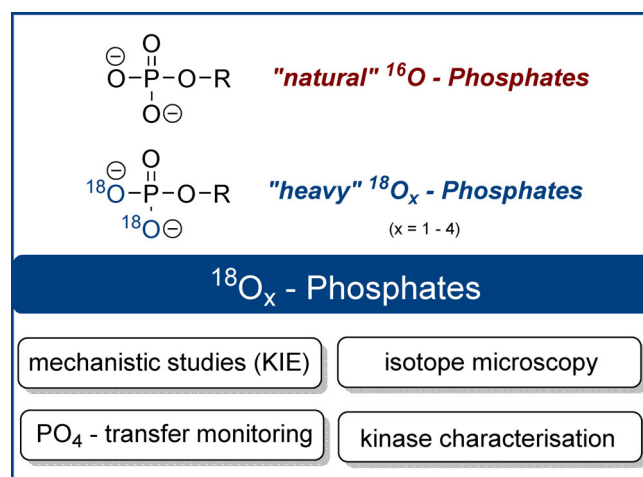 O
O–P–O–R
O
"natural" ¹⁶O - Phosphates
O
¹⁸O–P–O–R
¹⁸O
"heavy" ¹⁸Oₓ - Phosphates
(x = 1 - 4)
¹⁸Oₓ - Phosphates
mechanistic studies (KIE)
isotope microscopy
PO₄ - transfer monitoring
kinase characterisation